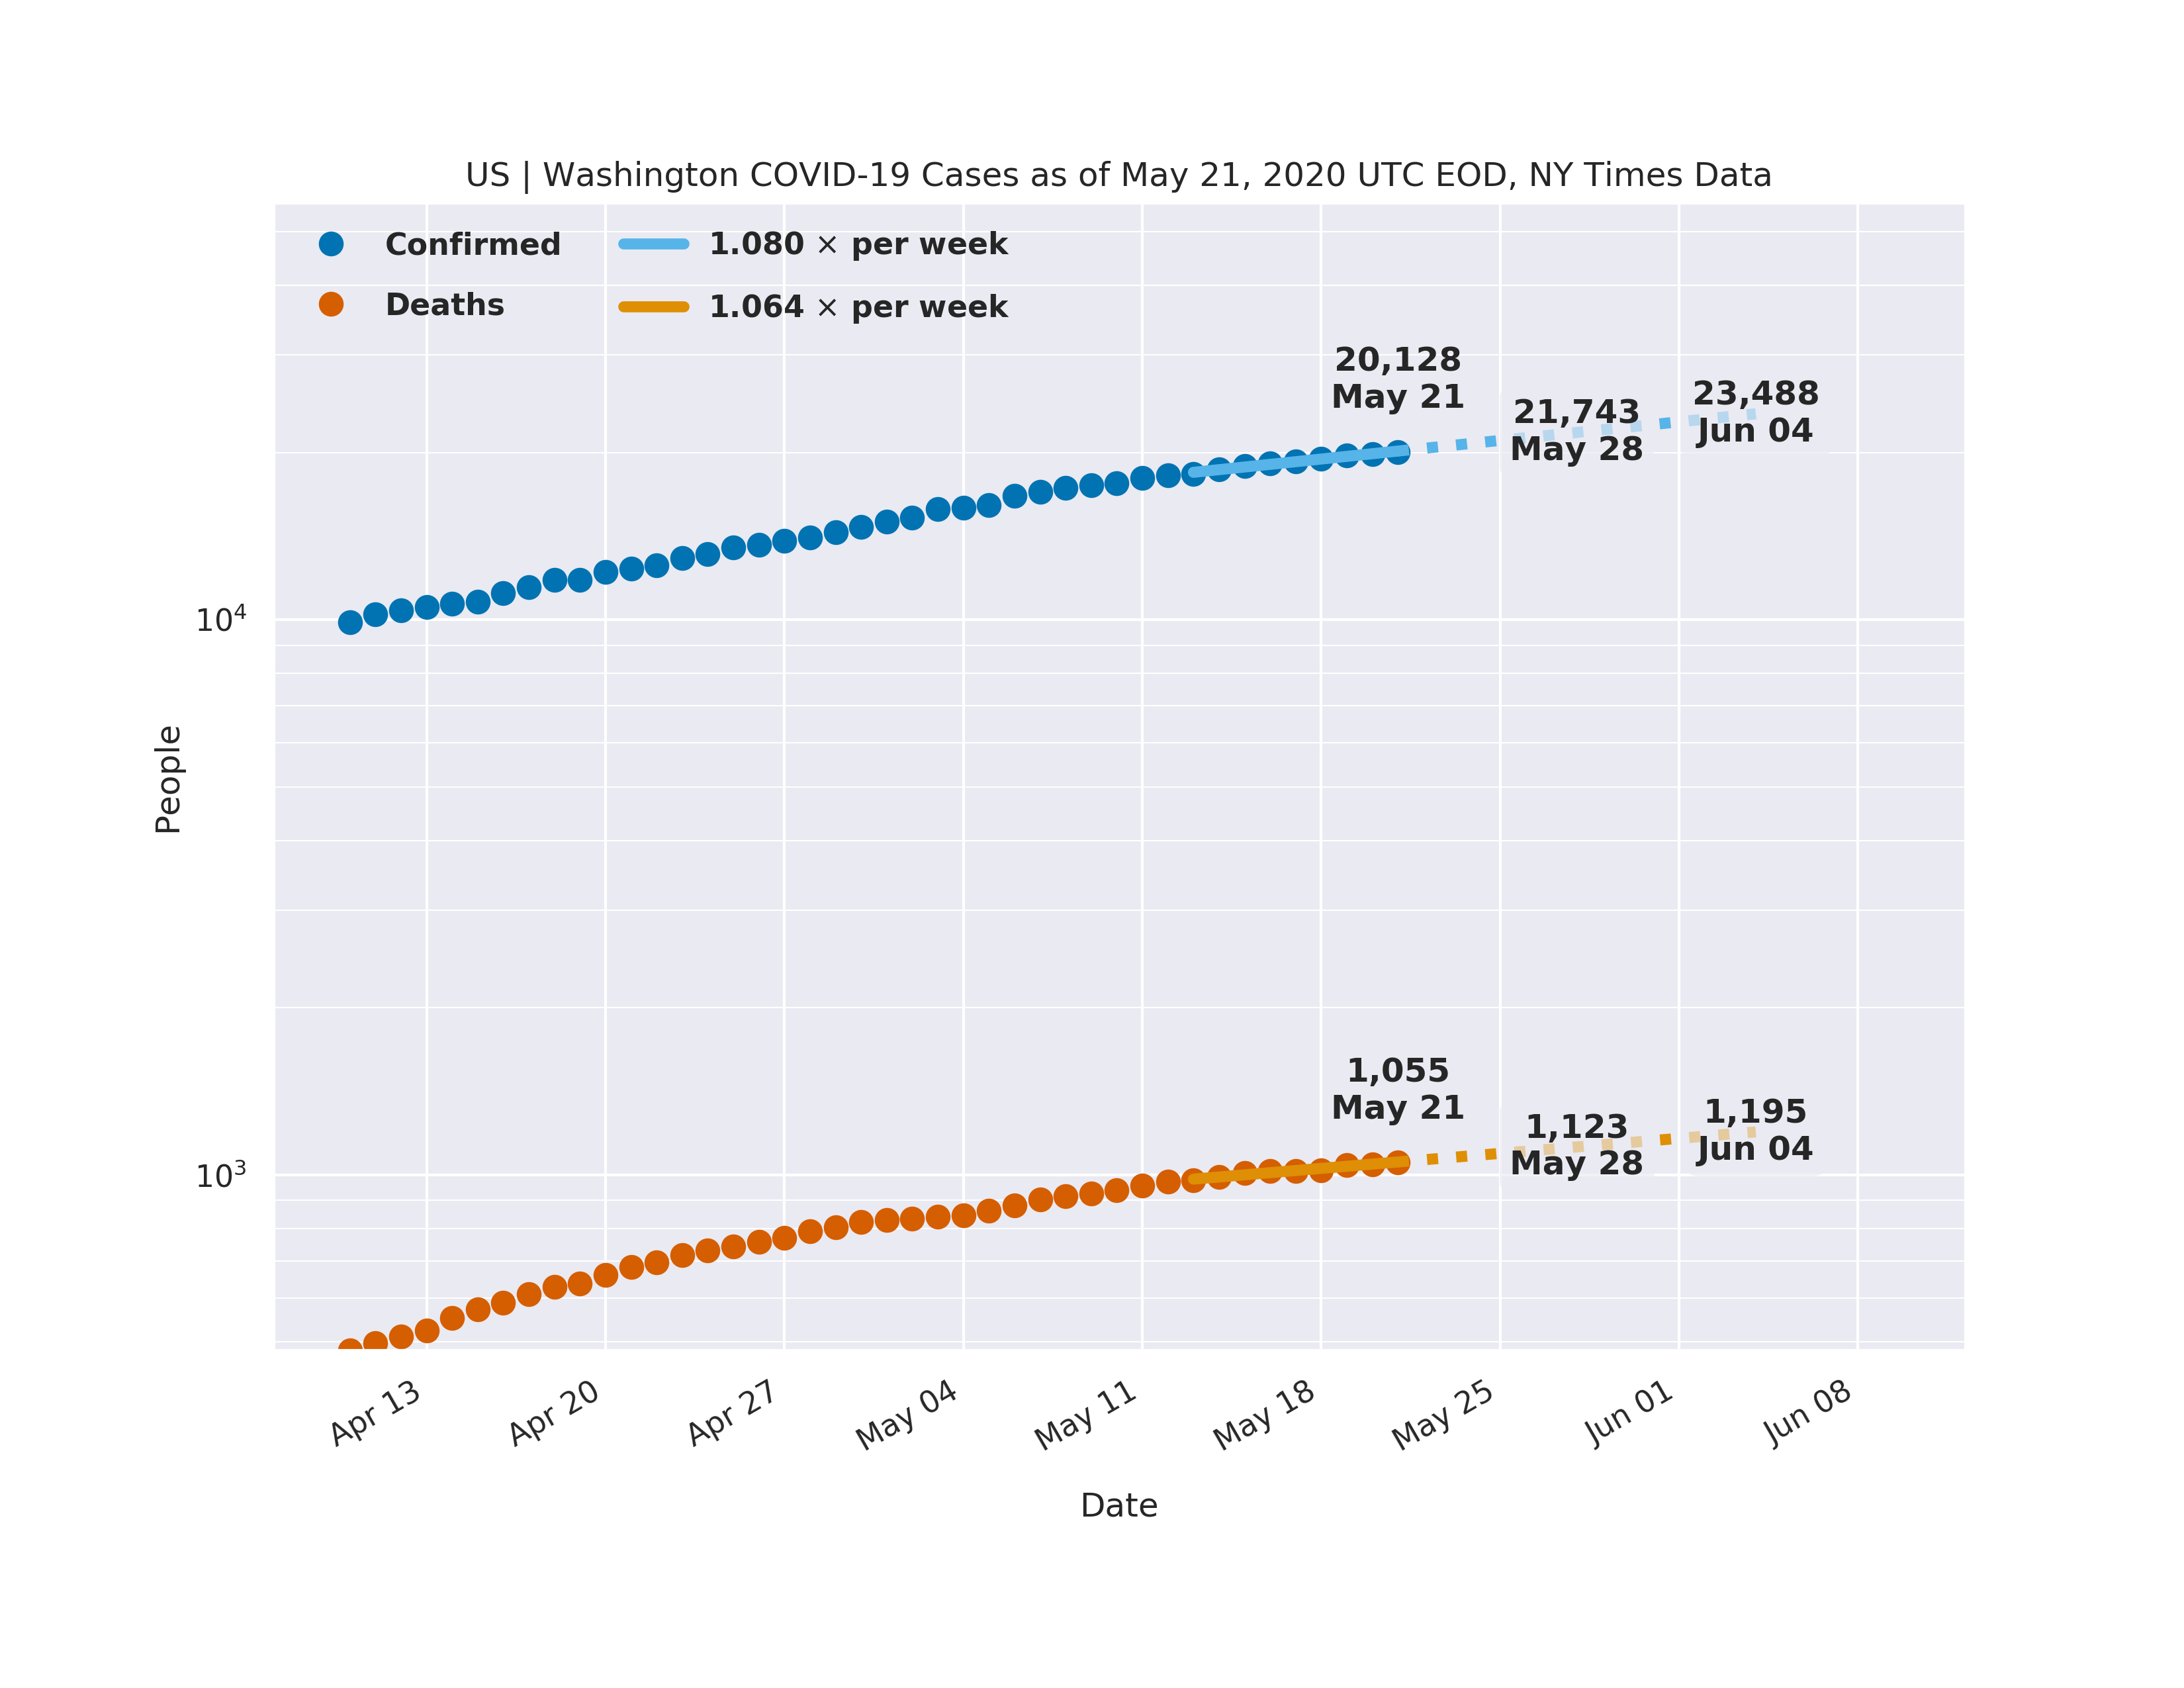 US | Washington COVID-19 Cases as of May 21, 2020 UTC EOD, NY Times Data
Confirmed
1.080 × per week
Deaths
1.064 × per week
20,128
May 21
21,743
May 28
23,488
Jun 04
10⁴
People
1,055
May 21
1,123
May 28
1,195
Jun 04
10³
Apr 13
Apr 20
Apr 27
May 04
May 11
May 18
May 25
Jun 01
Jun 08
Date